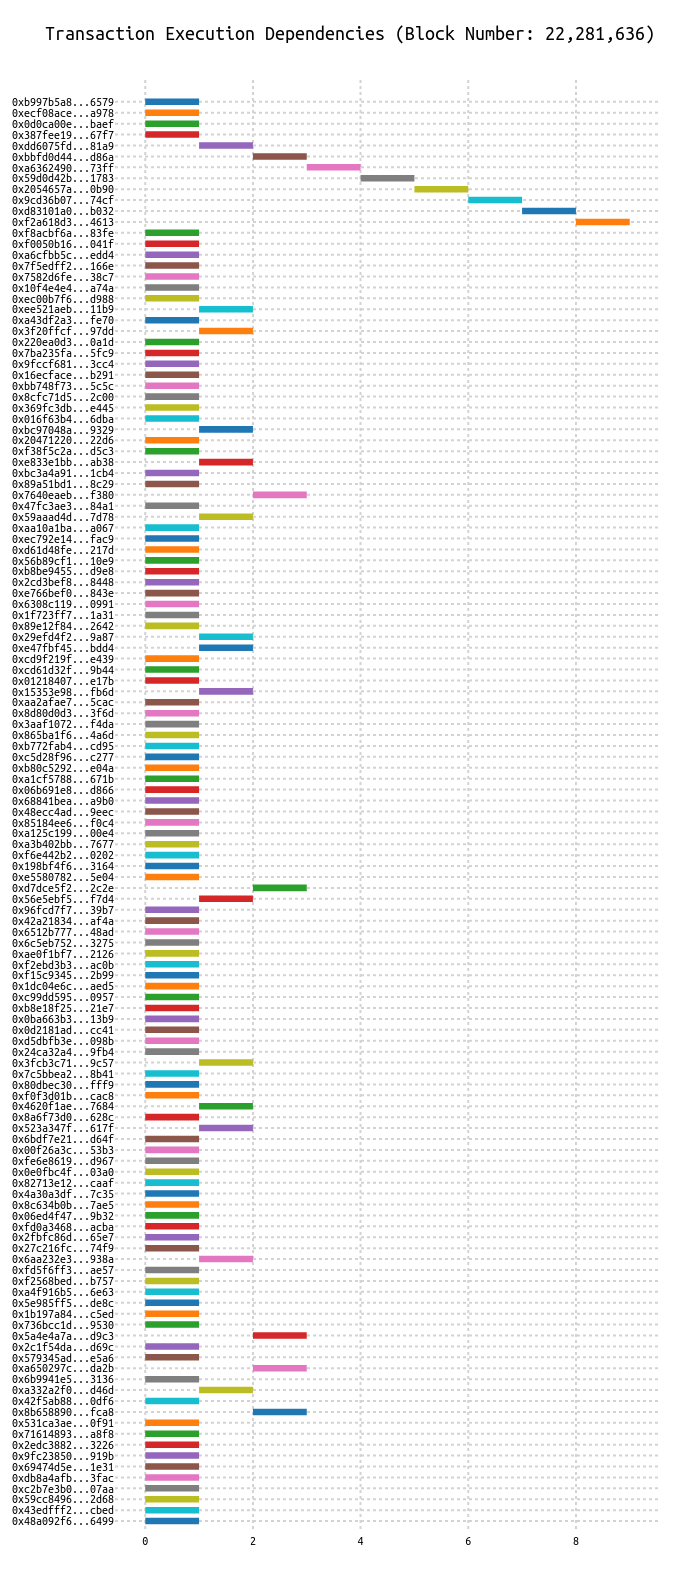 Transaction Execution Dependencies (Block Number: 22,281,636)
0xb997b5a8...6579
0xecf08ace...a978
0x0d0ca00e...baef
0x387fee19...67f7
0xdd6075fd...81a9
0xbbfd0d44...d86a
0xa6362490...73ff
0x59d0d42b...1783
0x2054657a...0b90
0x9cd36b07...74cf
0xd83101a0...b032
0xf2a618d3...4613
0xf8acbf6a...83fe
0xf0050b16...041f
0xa6cfbb5c...edd4
0x7f5edff2...166e
0x7582d6fe...38c7
0x10f4e4e4...a74a
0xec00b7f6...d988
0xee521aeb...11b9
0xa43df2a3...fe70
0x3f20ffcf...97dd
0x220ea0d3...0a1d
0x7ba235fa...5fc9
0x9fccf681...3cc4
0x16ecface...b291
0xbb748f73...5c5c
0x8cfc71d5...2c00
0x369fc3db...e445
0x016f63b4...6dba
0xbc97048a...9329
0x20471220...22d6
0xf38f5c2a...d5c3
0xe833e1bb...ab38
0xbc3a4a91...1cb4
0x89a51bd1...8c29
0x7640eaeb...f380
0x47fc3ae3...84a1
0x59aaad4d...7d78
0xaa10a1ba...a067
0xec792e14...fac9
0xd61d48fe...217d
0x56b89cf1...10e9
0xb8be9455...d9e8
0x2cd3bef8...8448
0xe766bef0...843e
0x6308c119...0991
0x1f723ff7...1a31
0x89e12f84...2642
0x29efd4f2...9a87
0xe47fbf45...bdd4
0xcd9f219f...e439
0xcd61d32f...9b44
0x01218407...e17b
0x15353e98...fb6d
0xaa2afae7...5cac
0x8d80d0d3...3f6d
0x3aaf1072...f4da
0x865ba1f6...4a6d
0xb772fab4...cd95
0xc5d28f96...c277
0xb80c5292...e04a
0xa1cf5788...671b
0x06b691e8...d866
0x68841bea...a9b0
0x48ecc4ad...9eec
0x85184ee6...f0c4
0xa125c199...00e4
0xa3b402bb...7677
0xf6e442b2...0202
0x198bf4f6...3164
0xe5580782...5e04
0xd7dce5f2...2c2e
0x56e5ebf5...f7d4
0x96fcd7f7...39b7
0x42a21834...af4a
0x6512b777...48ad
0x6c5eb752...3275
0xae0f1bf7...2126
0xf2ebd3b3...ac0b
0xf15c9345...2b99
0x1dc04e6c...aed5
0xc99dd595...0957
0xb8e18f25...21e7
0x0ba663b3...13b9
0x0d2181ad...cc41
0xd5dbfb3e...098b
0x24ca32a4...9fb4
0x3fcb3c71...9c57
0x7c5bbea2...8b41
0x80dbec30...fff9
0xf0f3d01b...cac8
0x4620f1ae...7684
0x8a6f73d0...628c
0x523a347f...617f
0x6bdf7e21...d64f
0x00f26a3c...53b3
0xfe6e8619...d967
0x0e0fbc4f...03a0
0x82713e12...caaf
0x4a30a3df...7c35
0x8c634b0b...7ae5
0x06ed4f47...9b32
0xfd0a3468...acba
0x2fbfc86d...65e7
0x27c216fc...74f9
0x6aa232e3...938a
0xfd5f6ff3...ae57
0xf2568bed...b757
0xa4f916b5...6e63
0x5e985ff5...de8c
0x1b197a84...c5ed
0x736bcc1d...9530
0x5a4e4a7a...d9c3
0x2c1f54da...d69c
0x579345ad...e5a6
0xa650297c...da2b
0x6b9941e5...3136
0xa332a2f0...d46d
0x42f5ab88...0df6
0x8b658890...fca8
0x531ca3ae...0f91
0x71614893...a8f8
0x2edc3882...3226
0x9fc23850...919b
0x69474d5e...1e31
0xdb8a4afb...3fac
0xc2b7e3b0...07aa
0x59cc8496...2d68
0x43edfff2...cbed
0x48a092f6...6499
0 2 4 6 8